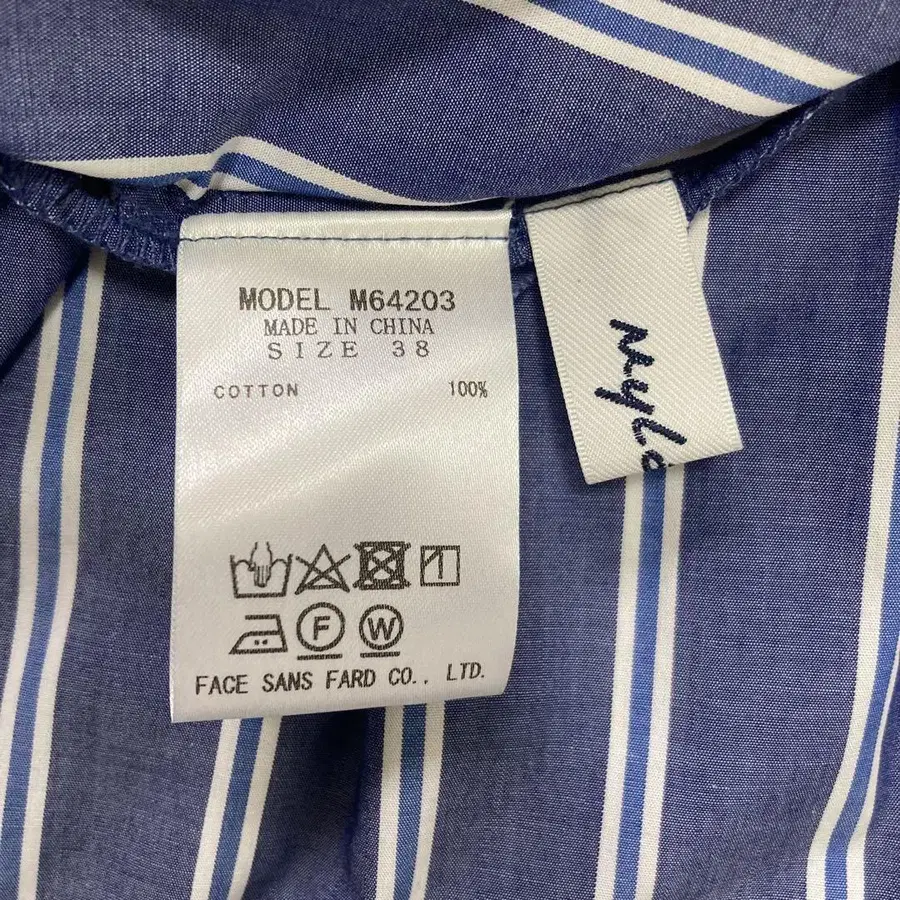 MODEL M64203
MADE IN CHINA
SIZE 38
COTTON 100%
F W
FACE SANS FARD CO.. LTD.